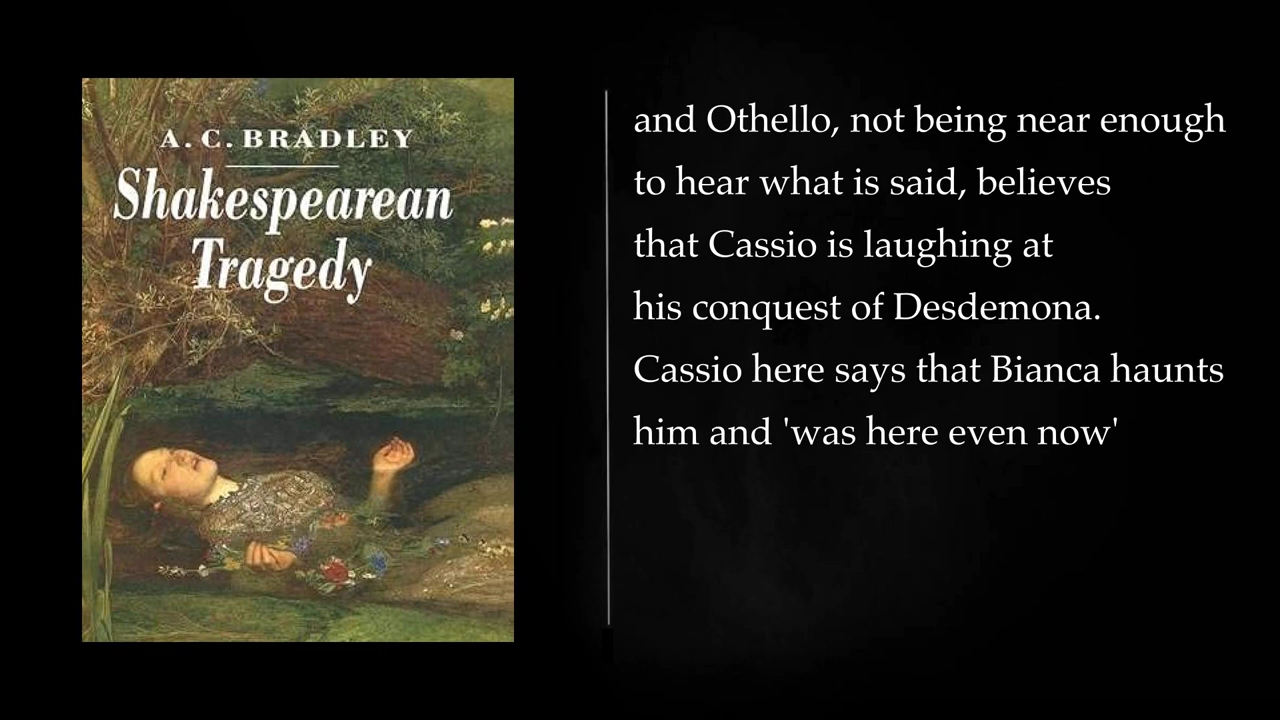 A. C. BRADLEY
Shakespearean
Tragedy
and Othello, not being near enough
to hear what is said, believes
that Cassio is laughing at
his conquest of Desdemona.
Cassio here says that Bianca haunts
him and 'was here even now'